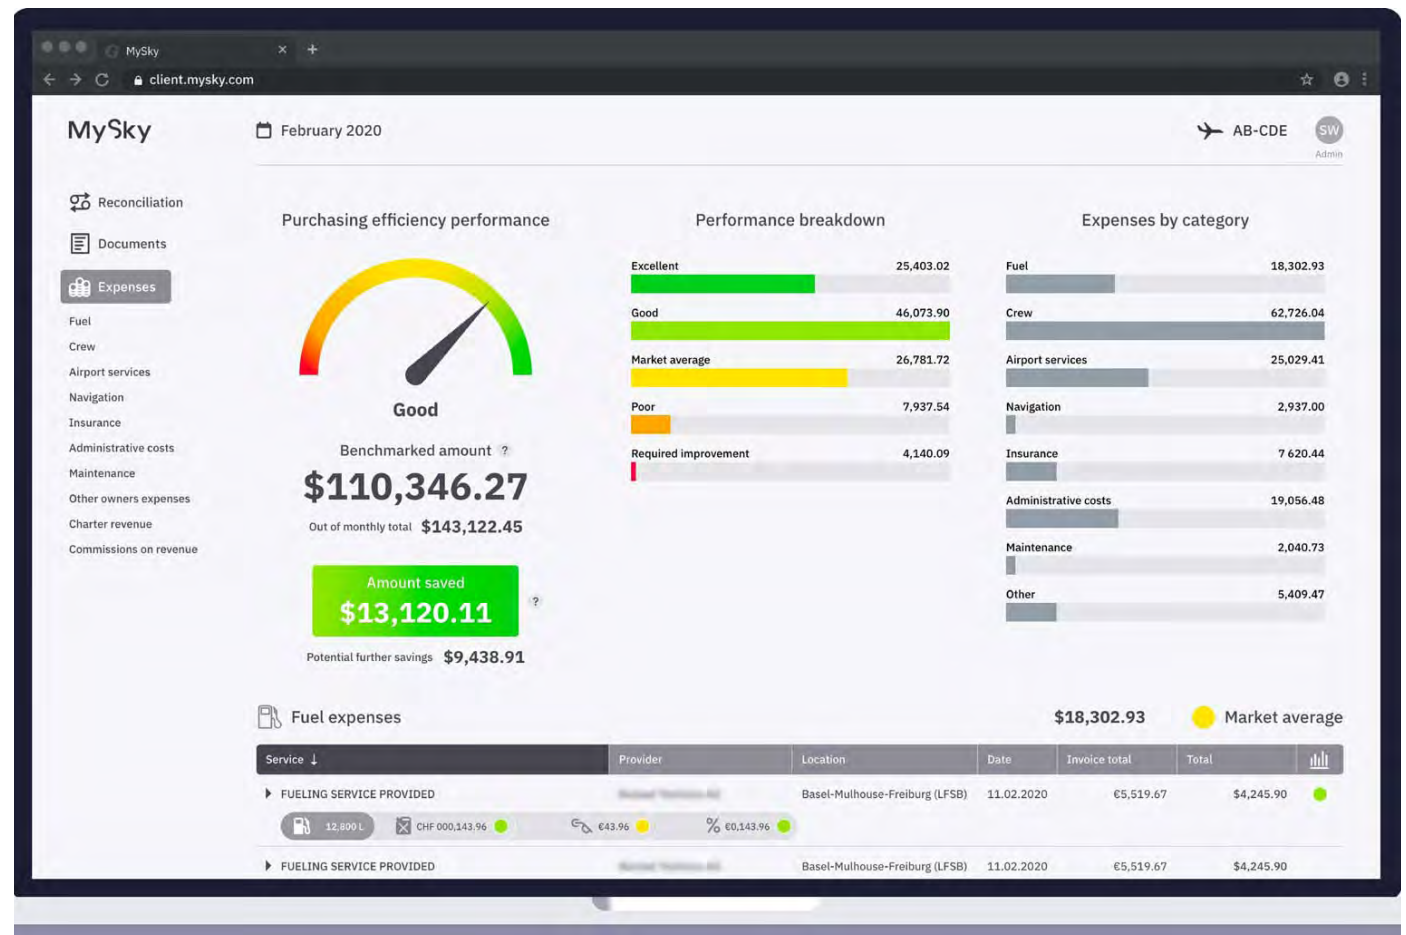 MySky
client.mysky.com
MySky
February 2020
AB-CDE
SW
Admin
Reconciliation
Documents
Expenses
Fuel
Crew
Airport services
Navigation
Insurance
Administrative costs
Maintenance
Other owners expenses
Charter revenue
Commissions on revenue
Purchasing efficiency performance
Good
Benchmarked amount ?
$110,346.27
Out of monthly total $143,122.45
Amount saved
$13,120.11
?
Potential further savings $9,438.91
Performance breakdown
Excellent 25,403.02
Good 46,073.90
Market average 26,781.72
Poor 7,937.54
Required improvement 4,140.09
Expenses by category
Fuel 18,302.93
Crew 62,726.04
Airport services 25,029.41
Navigation 2,937.00
Insurance 7 620.44
Administrative costs 19,056.48
Maintenance 2,040.73
Other 5,409.47
Fuel expenses $18,302.93 Market average
Service ↓ Provider Location Date Invoice total Total
FUELING SERVICE PROVIDED Basel-Mulhouse-Freiburg (LFSB) 11.02.2020 €5,519.67 $4,245.90
12,800 L CHF 000,143.96 €43.96 % €0,143.96
FUELING SERVICE PROVIDED Basel-Mulhouse-Freiburg (LFSB) 11.02.2020 €5,519.67 $4,245.90